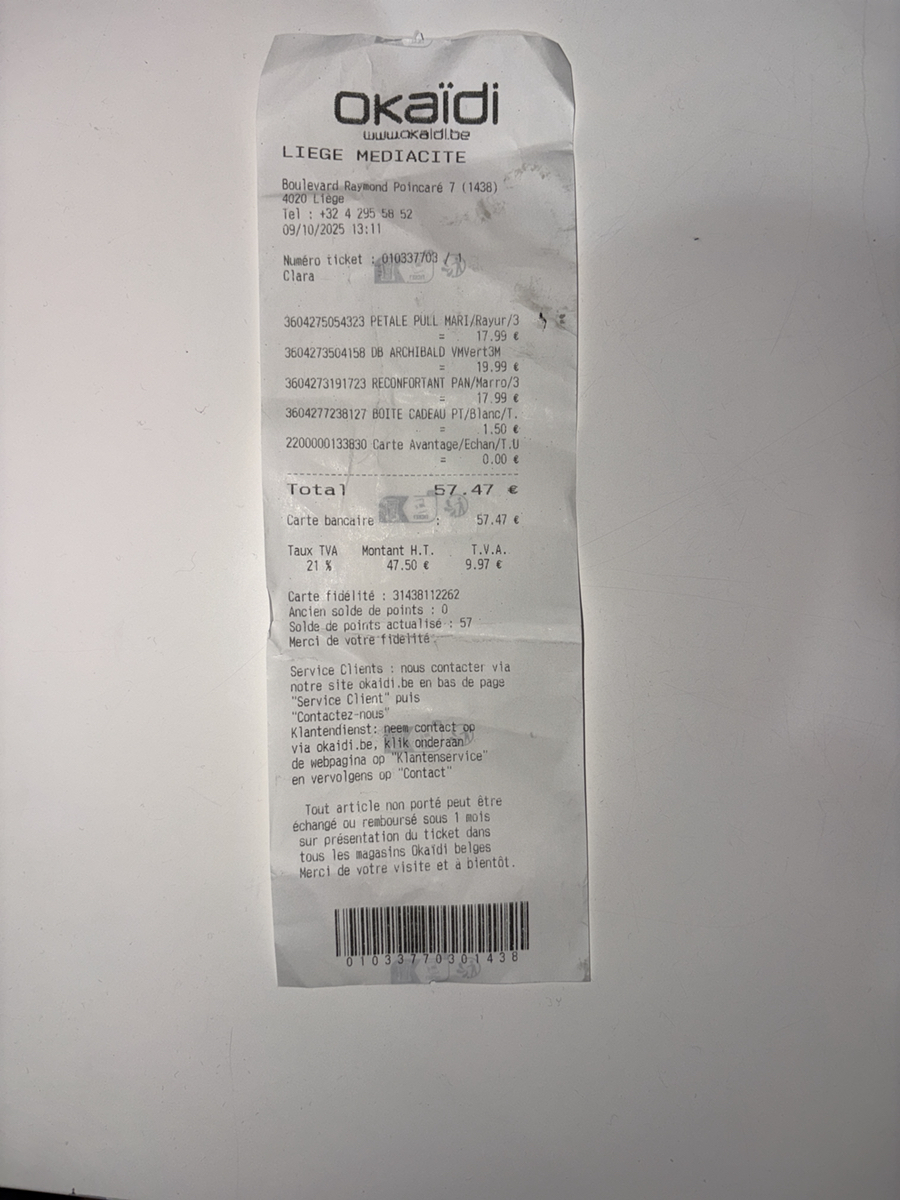 okaïdi
www.okaidi.be
LIEGE MEDIACITE
Boulevard Raymond Poincaré 7 (1438)
4020 Liège
Tel : +32 4 295 58 52
09/10/2025 13:11
Numéro ticket : 010337703 / 1
Clara
3604275054323 PETALE PULL MARI/Rayur/3
= 17.99 €
3604273504158 DB ARCHIBALD VMVert3M
= 19.99 €
3604273191723 RECONFORTANT PAN/Marro/3
= 17.99 €
3604277238127 BOITE CADEAU PT/Blanc/T.
= 1.50 €
2200000133830 Carte Avantage/Echan/T.U
= 0.00 €
Total 57.47 €
Carte bancaire : 57.47 €
Taux TVA Montant H.T. T.V.A.
21 % 47.50 € 9.97 €
Carte fidélité : 31438112262
Ancien solde de points : 0
Solde de points actualisé : 57
Merci de votre fidélité.
Service Clients : nous contacter via
notre site okaidi.be en bas de page
"Service Client" puis
"Contactez-nous"
Klantendienst: neem contact op
via okaidi.be, klik onderaan
de webpagina op "Klantenservice"
en vervolgens op "Contact"
Tout article non porté peut être
échangé ou remboursé sous 1 mois
sur présentation du ticket dans
tous les magasins Okaïdi belges
Merci de votre visite et à bientôt.
01033770301438